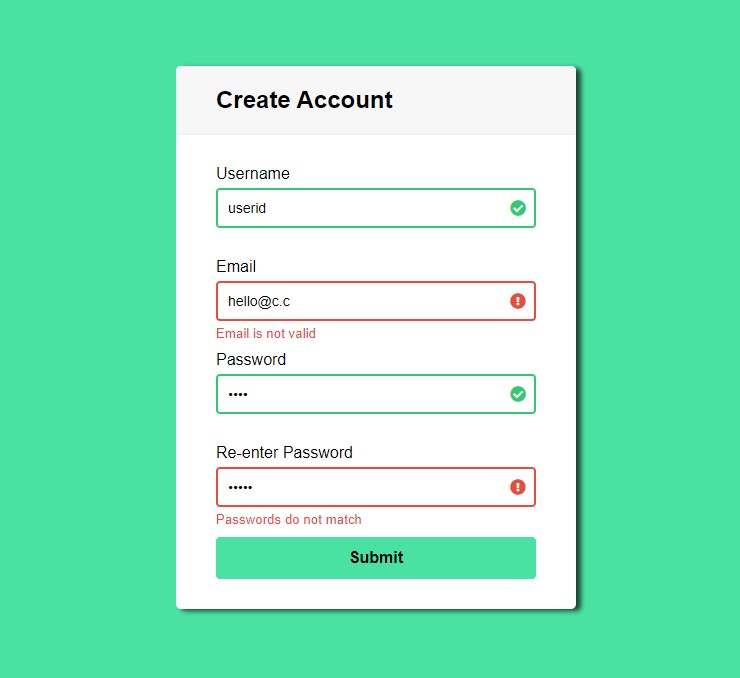 Create Account
Username
userid
Email
hello@c.c
Email is not valid
Password
••••
Re-enter Password
•••••
Passwords do not match
Submit